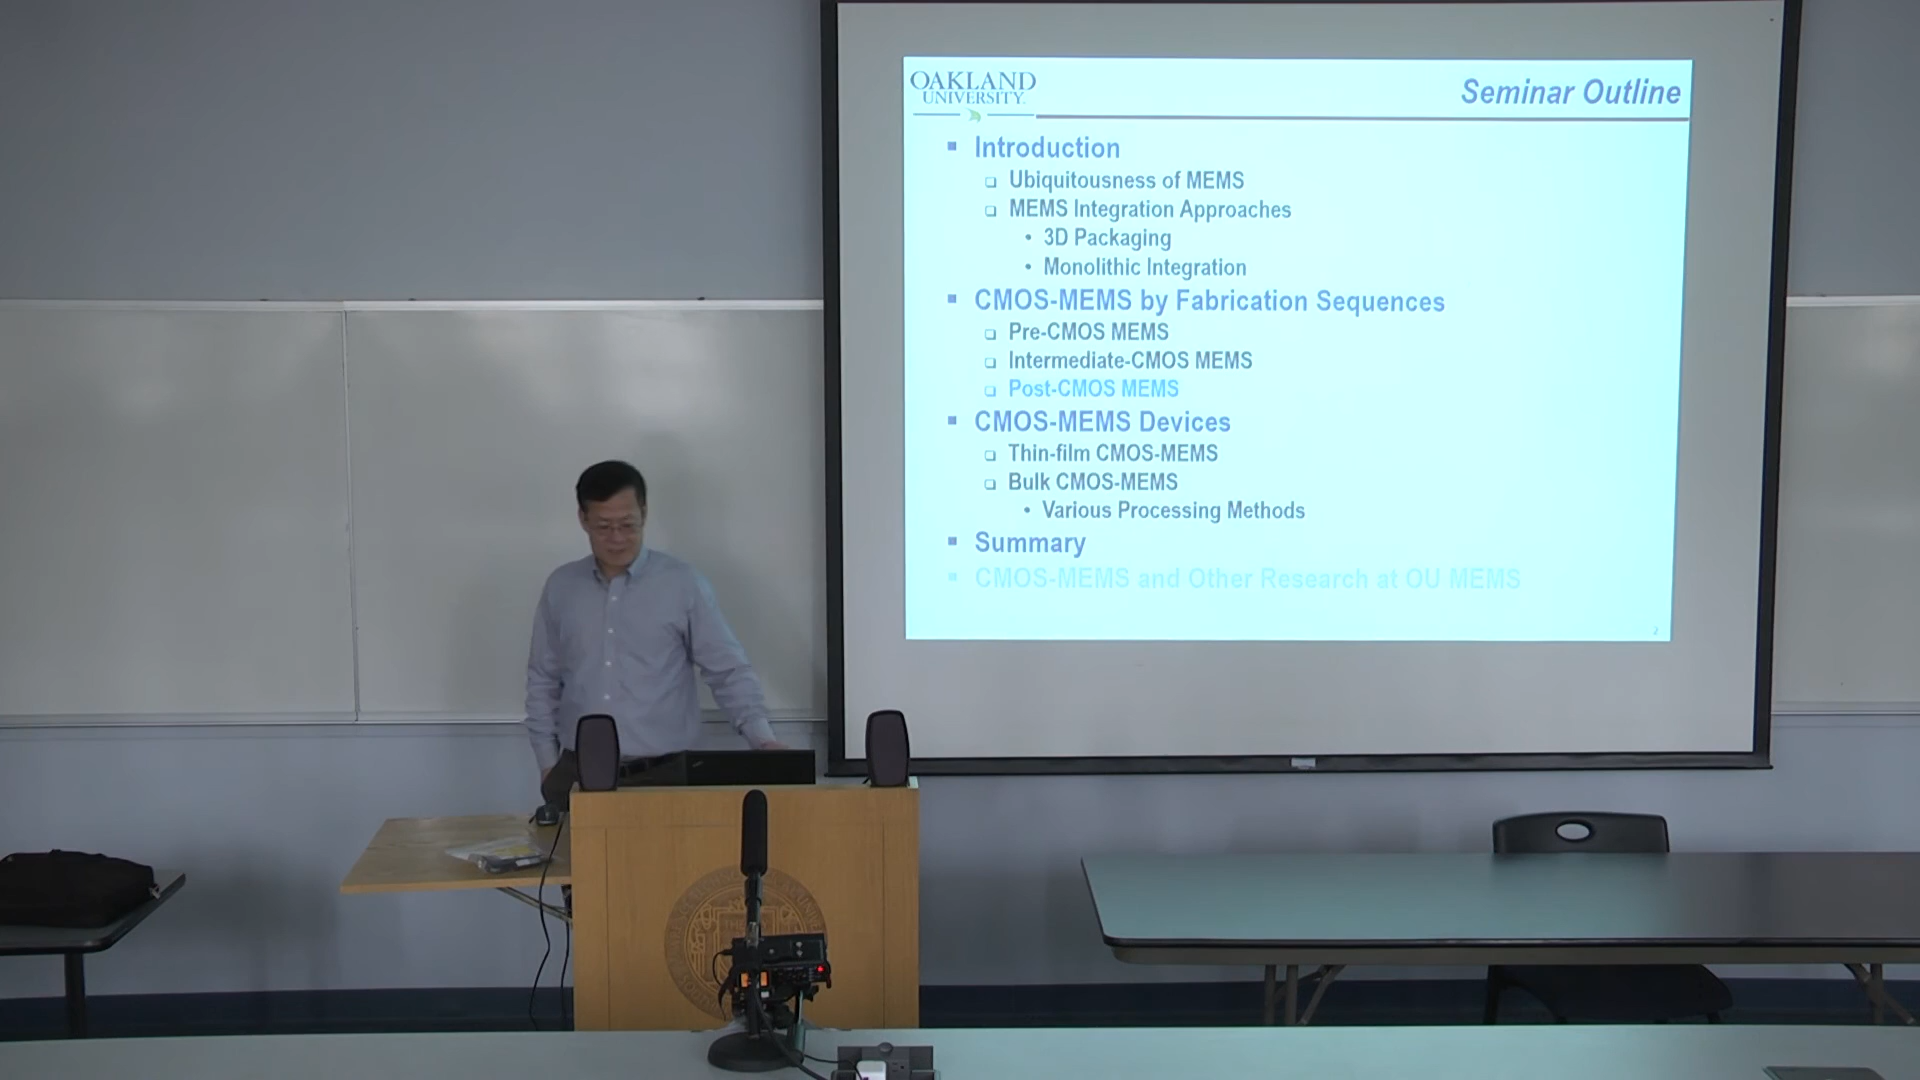 OAKLAND
UNIVERSITY.
Seminar Outline
Introduction
Ubiquitousness of MEMS
MEMS Integration Approaches
3D Packaging
Monolithic Integration
CMOS-MEMS by Fabrication Sequences
Pre-CMOS MEMS
Intermediate-CMOS MEMS
Post-CMOS MEMS
CMOS-MEMS Devices
Thin-film CMOS-MEMS
Bulk CMOS-MEMS
Various Processing Methods
Summary
CMOS-MEMS and Other Research at OU MEMS
2